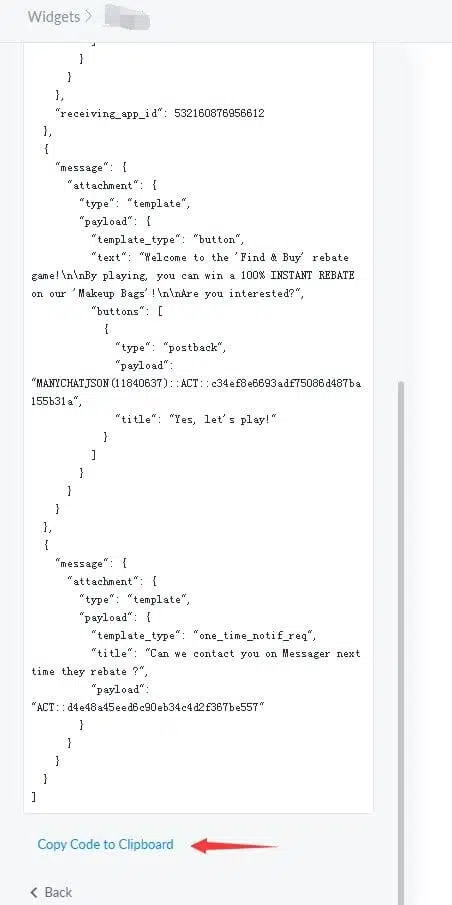 Widgets >
]
}
}
},
"receiving_app_id": 532160876956612
},
{
"message": {
"attachment": {
"type": "template",
"payload": {
"template_type": "button",
"text": "Welcome to the 'Find & Buy' rebate
game!\n\nBy playing, you can win a 100% INSTANT REBATE
on our 'Makeup Bags'!\n\nAre you interested?",
"buttons": [
{
"type": "postback",
"payload":
"MANYCHATJSON(11840637)::ACT::c34ef8e6693adf75086d487ba
155b31a",
"title": "Yes, let's play!"
}
]
}
}
}
},
{
"message": {
"attachment": {
"type": "template",
"payload": {
"template_type": "one_time_notif_req",
"title": "Can we contact you on Messager next
time they rebate ?",
"payload":
"ACT::d4e48a45eed6c90eb34c4d2f367be557"
}
}
}
}
]
Copy Code to Clipboard
< Back